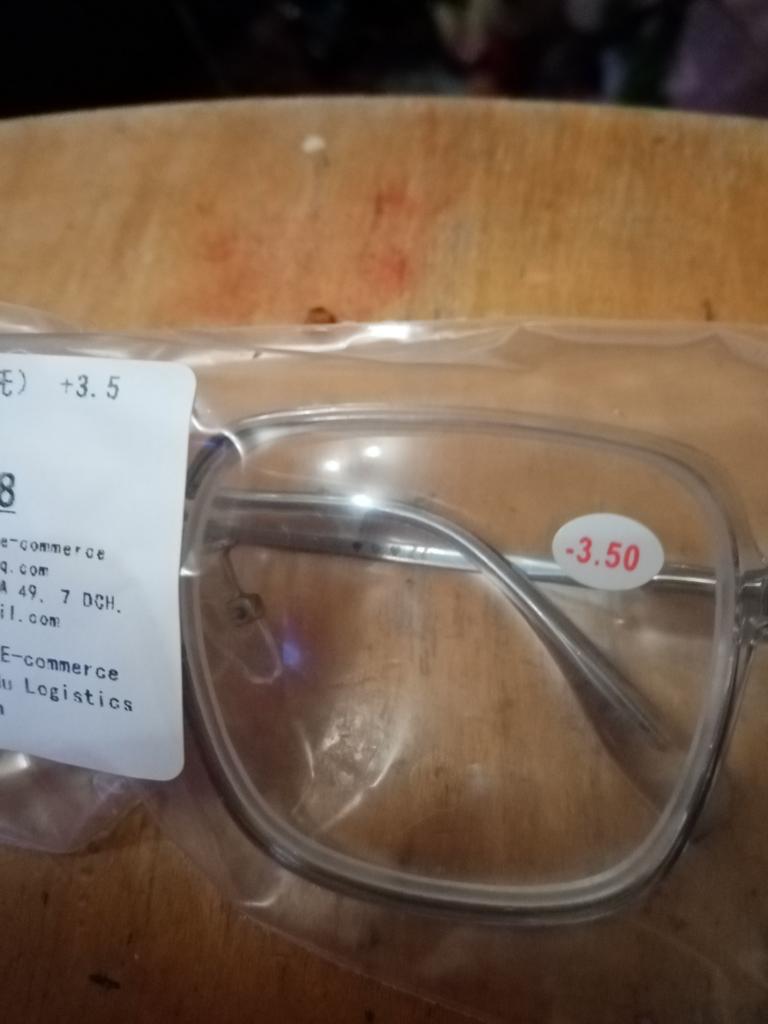 +3.5
8
e-commerce
q.com
A 49. 7 DCH.
il.com
E-commerce
u Logistics
-3.50